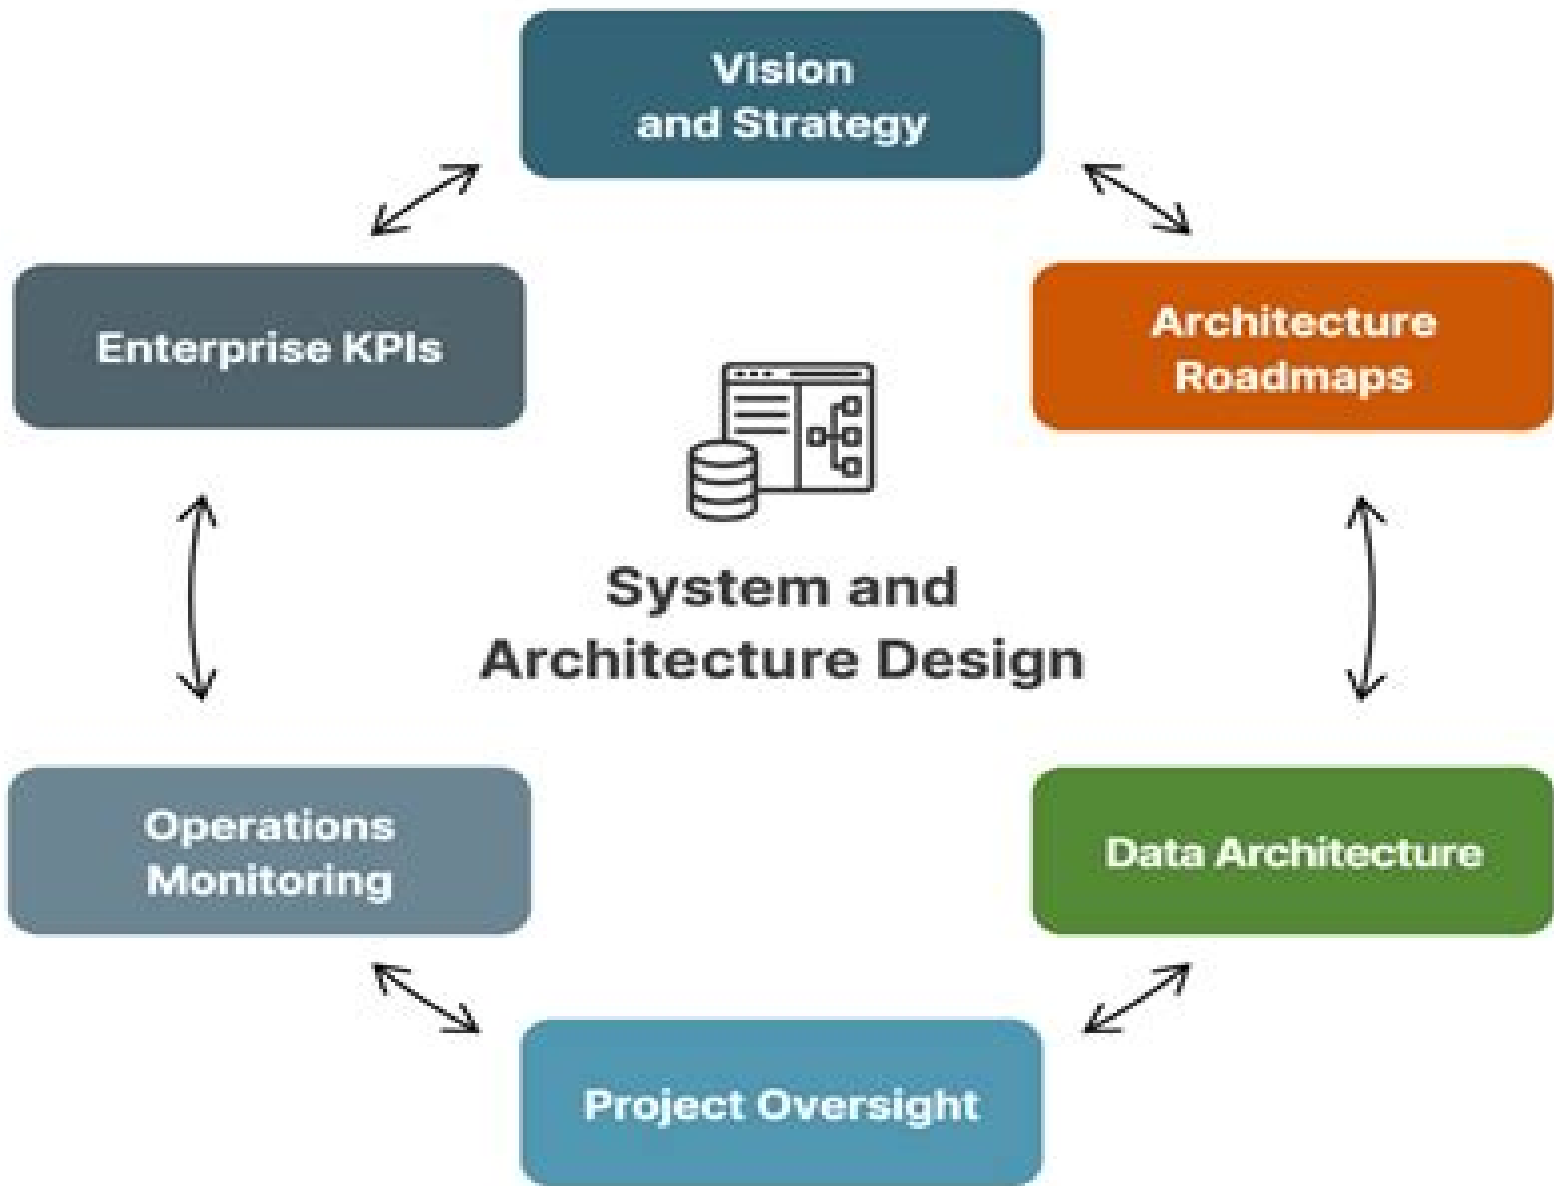 Vision
and Strategy
Enterprise KPIs
Architecture
Roadmaps
System and
Architecture Design
Operations
Monitoring
Data Architecture
Project Oversight